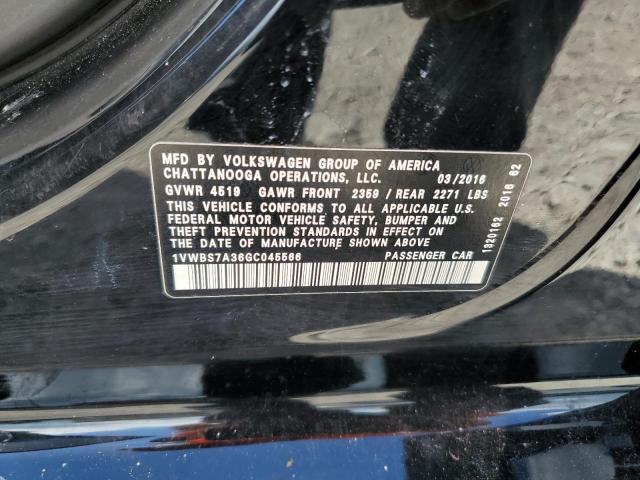 MFD BY VOLKSWAGEN GROUP OF AMERICA
CHATTANOOGA OPERATIONS, LLC. 03/2016
GVWR 4519 GAWR FRONT 2359 / REAR 2271 LBS
THIS VEHICLE CONFORMS TO ALL APPLICABLE U.S.
FEDERAL MOTOR VEHICLE SAFETY, BUMPER AND
THEFT PREVENTION STANDARDS IN EFFECT ON
THE DATE OF MANUFACTURE SHOWN ABOVE
1VWBS7A36GC045566 PASSENGER CAR
1320162 2016 62